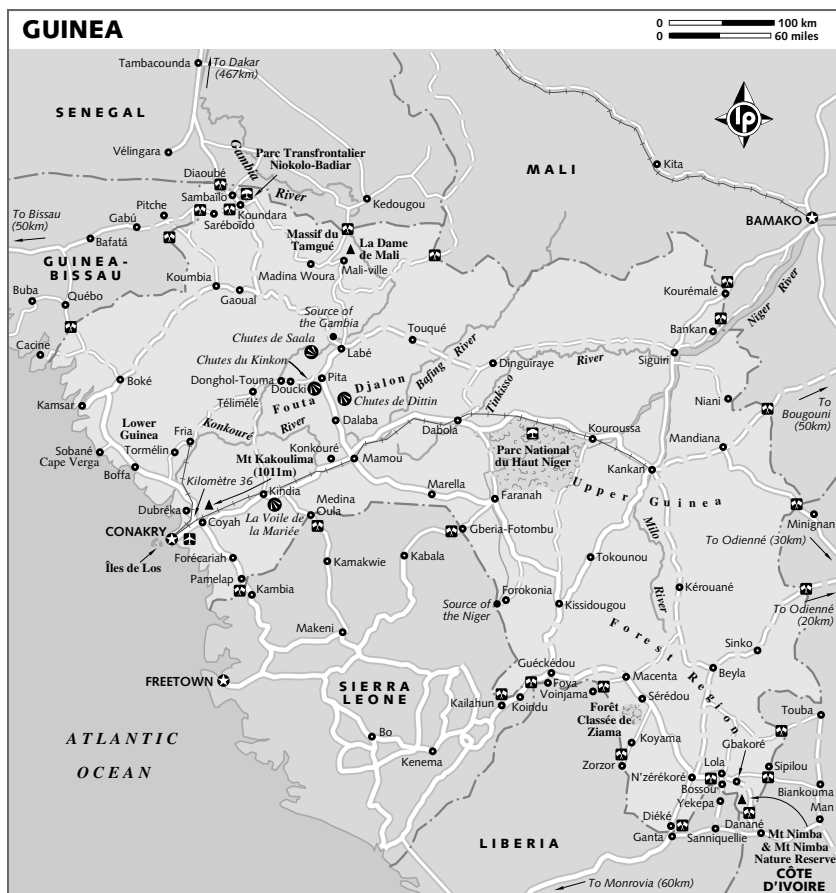 GUINEA
0 100 km
0 60 miles
Tambacounda
To Dakar
(467km)
SENEGAL
Vélingara
Gambia
River
Parc Transfrontalier
Niokolo-Badiar
Diaoubé
Sambaïlo
Kedougou
MALI
Kita
lp
BAMAKO
To Bissau
(50km)
Pitche
Gabú
Koundara
Saréboïdo
Bafatá
Massif du
Tamgué
La Dame
de Mali
GUINEA-
BISSAU
Koumbia
Madina Woura
Mali-ville
Buba
Québo
Gaoual
Source of
the Gambia
Kourémalé
Niger River
Cacine
Chutes de Saala
Touqué
Bankan
Labé
Chutes du Kinkon
Bafing River
Dinguiraye
River
Siguiri
Boké
Donghol-Touma
Pita
Doucki
Djalon
Tinkisso
Kamsar
Télimélé
Fouta
Chutes de Dittin
Niani
To
Bougouni
(50km)
Lower
Guinea
Fria
Konkouré
River
Dalaba
Dabola
Kouroussa
Mandiana
Sobané
Cape Verga
Tormélin
Konkouré
Mt Kakoulima
(1011m)
Mamou
Parc National
du Haut Niger
Kankan
Boffa
Kilomètre 36
Kindia
Marella
Faranah
Upper Guinea
Dubréka
Medina
Oula
La Voile de
la Mariée
Milo
River
Minignan
CONAKRY
Coyah
Gberia-Fotombu
To Odienné (30km)
Îles de Los
Forécariah
Kamakwie
Kabala
Tokounou
Pamelap
Kambia
Forokonia
Source of
the Niger
Kissidougou
Kérouané
To Odienné
(20km)
Makeni
Forest Region
Sinko
FREETOWN
Guéckédou
Foya
Voinjama
Macenta
Beyla
SIERRA
LEONE
Kailahun
Koindu
Sérédou
Touba
Forêt
Classée de
Ziama
ATLANTIC
OCEAN
Bo
Kenema
Koyama
Gbakoré
Zorzor
Lola
Sipilou
N'zérékoré
Bossou
Biankouma
Yekepa
Man
Diéké
Danané
Ganta
Sanniquellie
Mt Nimba
& Mt Nimba
Nature Reserve
LIBERIA
CÔTE
D'IVOIRE
To Monrovia (60km)